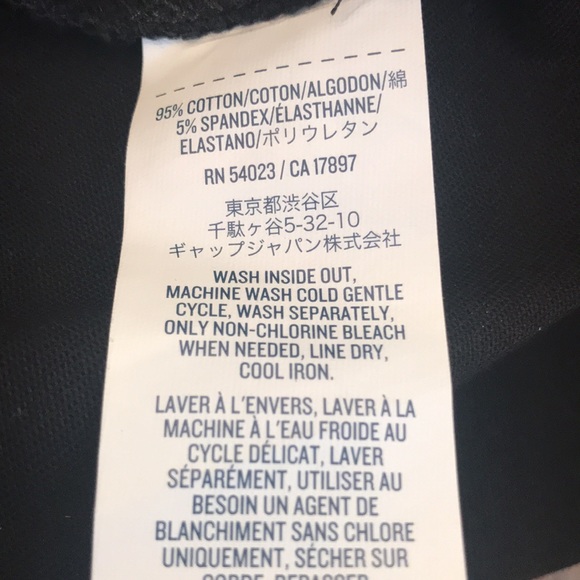 95% COTTON/COTON/ALGODON/綿
5% SPANDEX/ÉLASTHANNE/
ELASTANO/ポリウレタン
RN 54023 / CA 17897
東京都渋谷区
千駄ヶ谷5-32-10
ギャップジャパン株式会社
WASH INSIDE OUT,
MACHINE WASH COLD GENTLE
CYCLE, WASH SEPARATELY,
ONLY NON-CHLORINE BLEACH
WHEN NEEDED, LINE DRY,
COOL IRON.
LAVER À L'ENVERS, LAVER À LA
MACHINE À L'EAU FROIDE AU
CYCLE DÉLICAT, LAVER
SÉPARÉMENT, UTILISER AU
BESOIN UN AGENT DE
BLANCHIMENT SANS CHLORE
UNIQUEMENT, SÉCHER SUR
CORDE, REPASSER